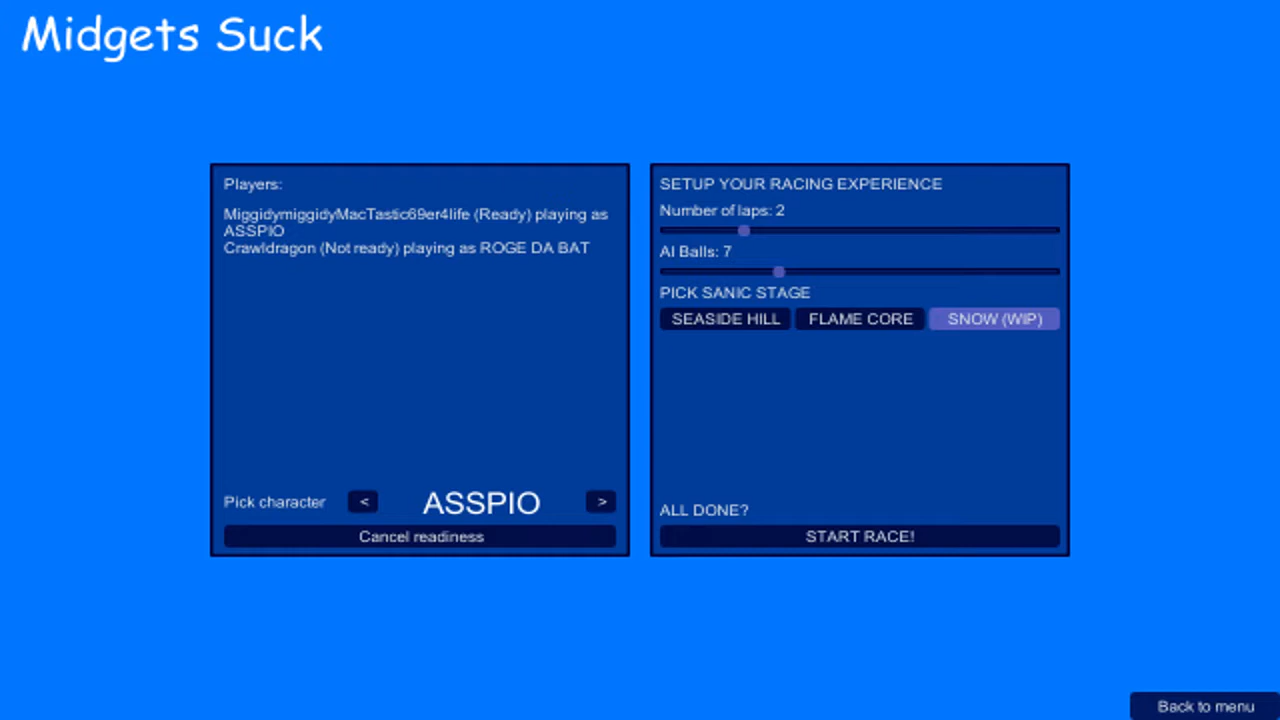 Midgets Suck
Players:
MiggidymiggidyMacTastic69er4life (Ready) playing as
ASSPIO
Crawldragon (Not ready) playing as ROGE DA BAT
Pick character
<
ASSPIO
>
Cancel readiness
SETUP YOUR RACING EXPERIENCE
Number of laps: 2
AI Balls: 7
PICK SANIC STAGE
SEASIDE HILL
FLAME CORE
SNOW (WIP)
ALL DONE?
START RACE!
Back to menu